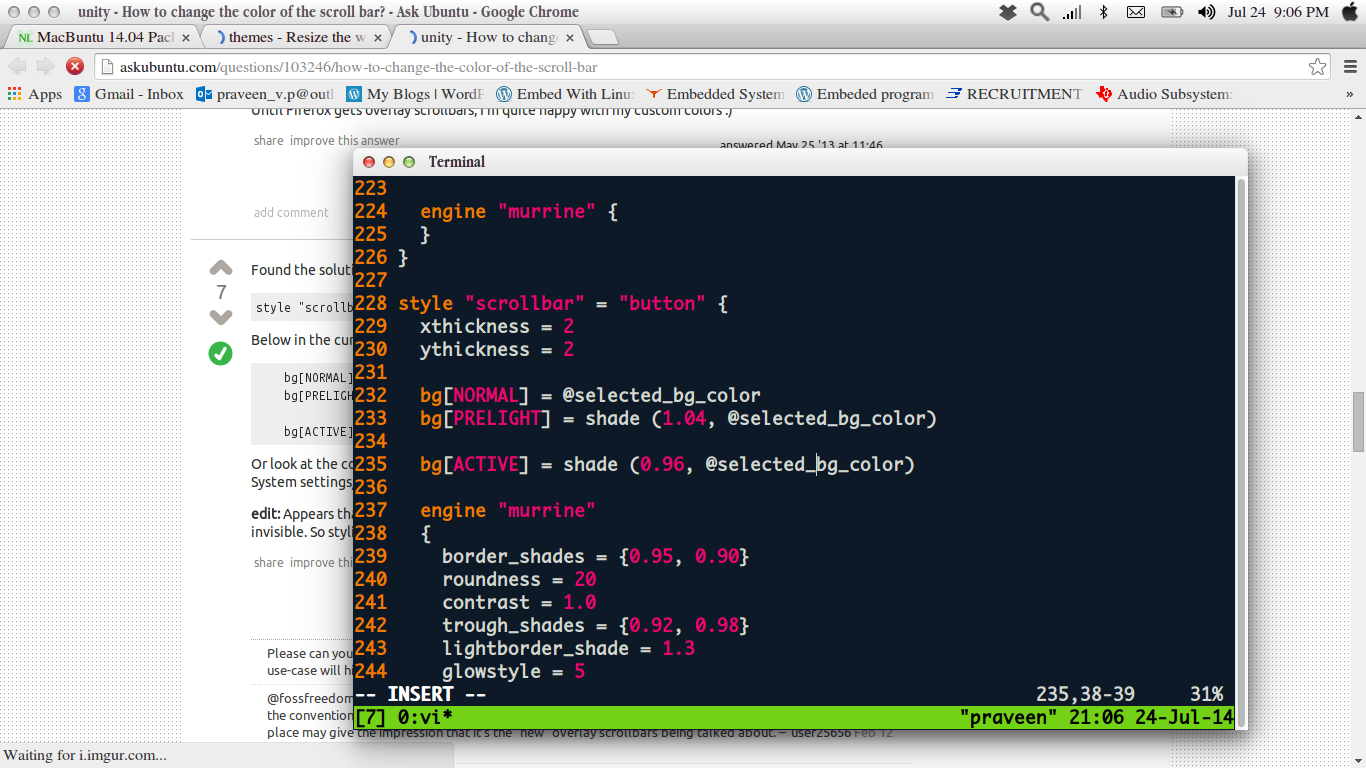 unity - How to change the color of the scroll bar? - Ask Ubuntu - Google Chrome
Jul 24 9:06 PM
NL MacBuntu 14.04 Pac
themes - Resize the w
unity - How to chang
askubuntu.com/questions/103246/how-to-change-the-color-of-the-scroll-bar
Apps
Gmail - Inbox
praveen_v.p@outl
My Blogs | WordP
Embed With Linu
Embedded System
Embeded program
RECRUITMENT
Audio Subsystem:
»
Until Firefox gets overlay scrollbars, I'm quite happy with my custom colors :)
share improve this answer
answered May 25 '13 at 11:46
add comment
7
Found the soluti
style "scrollb
Below in the cur
bg[NORMAL]
bg[PRELIGH
bg[ACTIVE]
Or look at the co
System settings,
edit: Appears th
invisible. So styli
share improve thi
Please can you
use-case will hi
@fossfreedom
the convention
place may give the impression that it's the "new" overlay scrollbars being talked about. – user25656 Feb 12
Waiting for i.imgur.com...
Terminal
223
224 engine "murrine" {
225 }
226 }
227
228 style "scrollbar" = "button" {
229 xthickness = 2
230 ythickness = 2
231
232 bg[NORMAL] = @selected_bg_color
233 bg[PRELIGHT] = shade (1.04, @selected_bg_color)
234
235 bg[ACTIVE] = shade (0.96, @selected_bg_color)
236
237 engine "murrine"
238 {
239 border_shades = {0.95, 0.90}
240 roundness = 20
241 contrast = 1.0
242 trough_shades = {0.92, 0.98}
243 lightborder_shade = 1.3
244 glowstyle = 5
-- INSERT -- 235,38-39 31%
[7] 0:vi* "praveen" 21:06 24-Jul-14